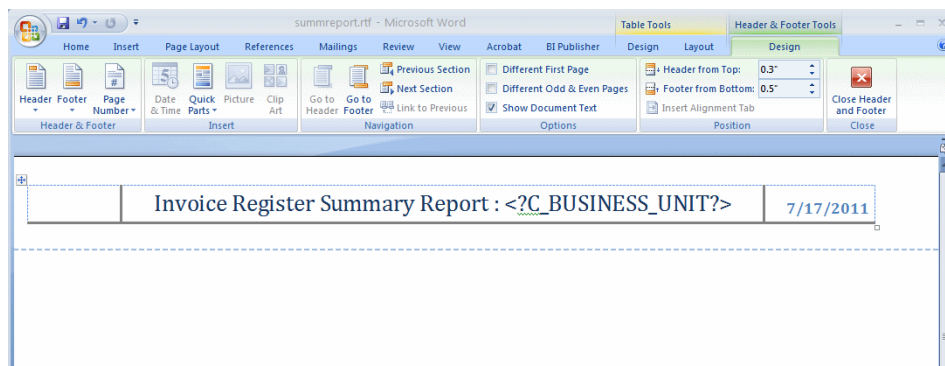 summreport.rtf - Microsoft Word Table Tools Header & Footer Tools
Home Insert Page Layout References Mailings Review View Acrobat BI Publisher Design Layout Design
Previous Section Different First Page Header from Top: 0.3"
Next Section Different Odd & Even Pages Footer from Bottom: 0.5"
Header Footer Page Number Date & Time Quick Parts Picture Clip Art Go to Header Go to Footer Link to Previous Show Document Text Insert Alignment Tab Close Header and Footer
Header & Footer Insert Navigation Options Position Close
Invoice Register Summary Report : <?C_BUSINESS_UNIT?> 7/17/2011